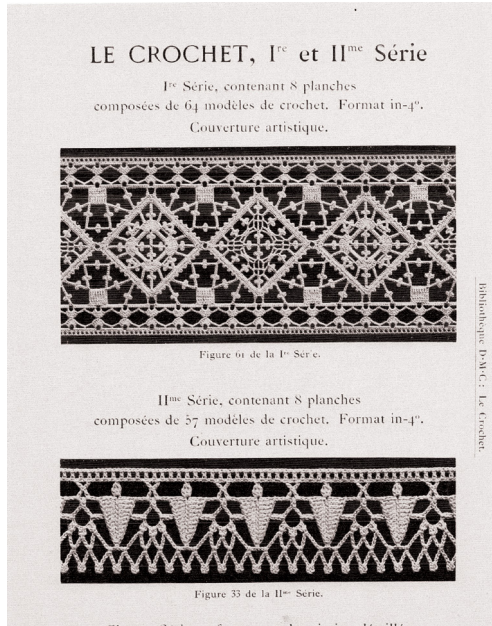 LE CROCHET, Iʳᵉ et IIᵐᵉ Série
Iʳᵉ Série, contenant 8 planches
composées de 64 modèles de crochet. Format in-4°.
Couverture artistique.
Figure 61 de la Iʳᵉ Série.
IIᵐᵉ Série, contenant 8 planches
composées de 57 modèles de crochet. Format in-4°.
Couverture artistique.
Figure 33 de la IIᵐᵉ Série.
Bibliothèque D·M·C: Le Crochet.